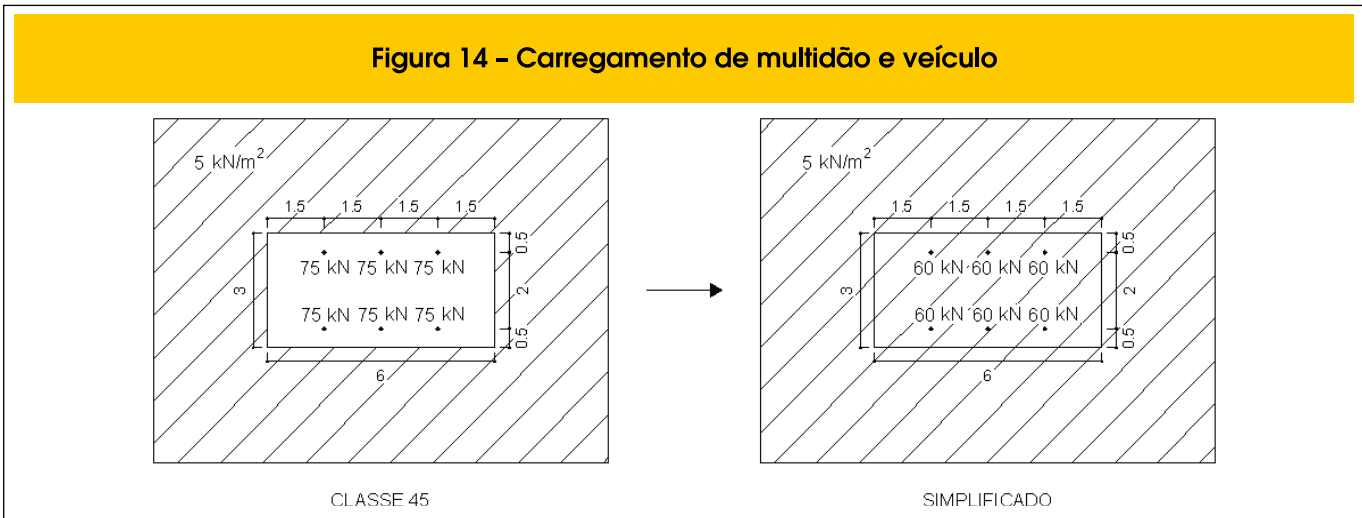 Figura 14 – Carregamento de multidão e veículo
5 kN/m²
1.5 1.5 1.5 1.5
0.5
75 kN 75 kN 75 kN
3
2
75 kN 75 kN 75 kN
0.5
6
CLASSE 45
5 kN/m²
1.5 1.5 1.5 1.5
0.5
60 kN 60 kN 60 kN
3
2
60 kN 60 kN 60 kN
0.5
6
SIMPLIFICADO